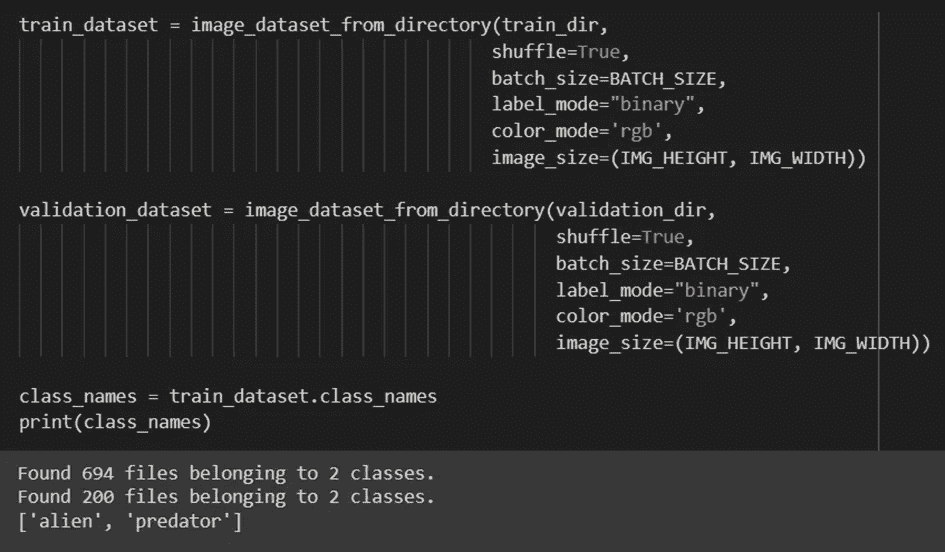 train_dataset = image_dataset_from_directory(train_dir,
shuffle=True,
batch_size=BATCH_SIZE,
label_mode="binary",
color_mode='rgb',
image_size=(IMG_HEIGHT, IMG_WIDTH))
validation_dataset = image_dataset_from_directory(validation_dir,
shuffle=True,
batch_size=BATCH_SIZE,
label_mode="binary",
color_mode='rgb',
image_size=(IMG_HEIGHT, IMG_WIDTH))
class_names = train_dataset.class_names
print(class_names)
Found 694 files belonging to 2 classes.
Found 200 files belonging to 2 classes.
['alien', 'predator']